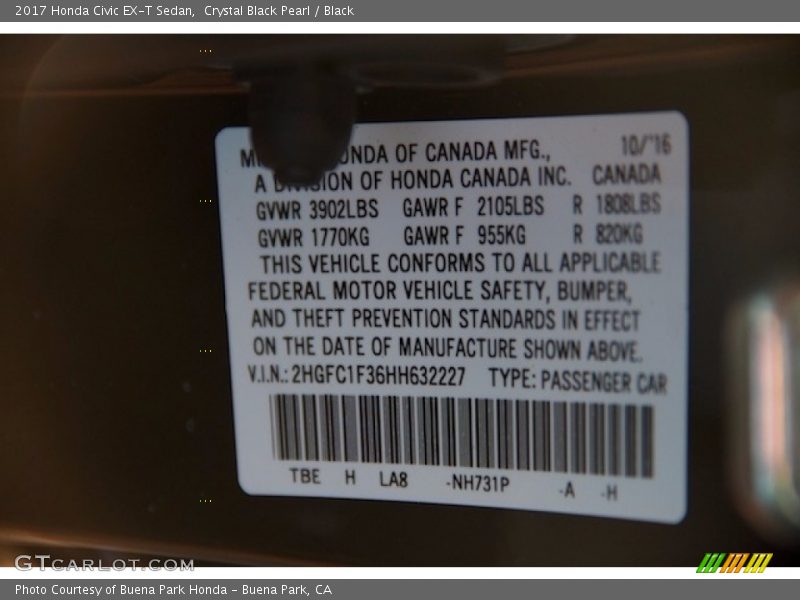 2017 Honda Civic EX-T Sedan,  Crystal Black Pearl / Black
ONDA OF CANADA MFG., 10/'16
A DIVISION OF HONDA CANADA INC. CANADA
GVWR 3902LBS GAWR F 2105LBS R 1808LBS
GVWR 1770KG GAWR F 955KG R 820KG
THIS VEHICLE CONFORMS TO ALL APPLICABLE
FEDERAL MOTOR VEHICLE SAFETY, BUMPER,
AND THEFT PREVENTION STANDARDS IN EFFECT
ON THE DATE OF MANUFACTURE SHOWN ABOVE.
V.I.N.: 2HGFC1F36HH632227 TYPE: PASSENGER CAR
TBE H LA8 -NH731P -A -H
GTCARLOT.COM
Photo Courtesy of Buena Park Honda - Buena Park, CA